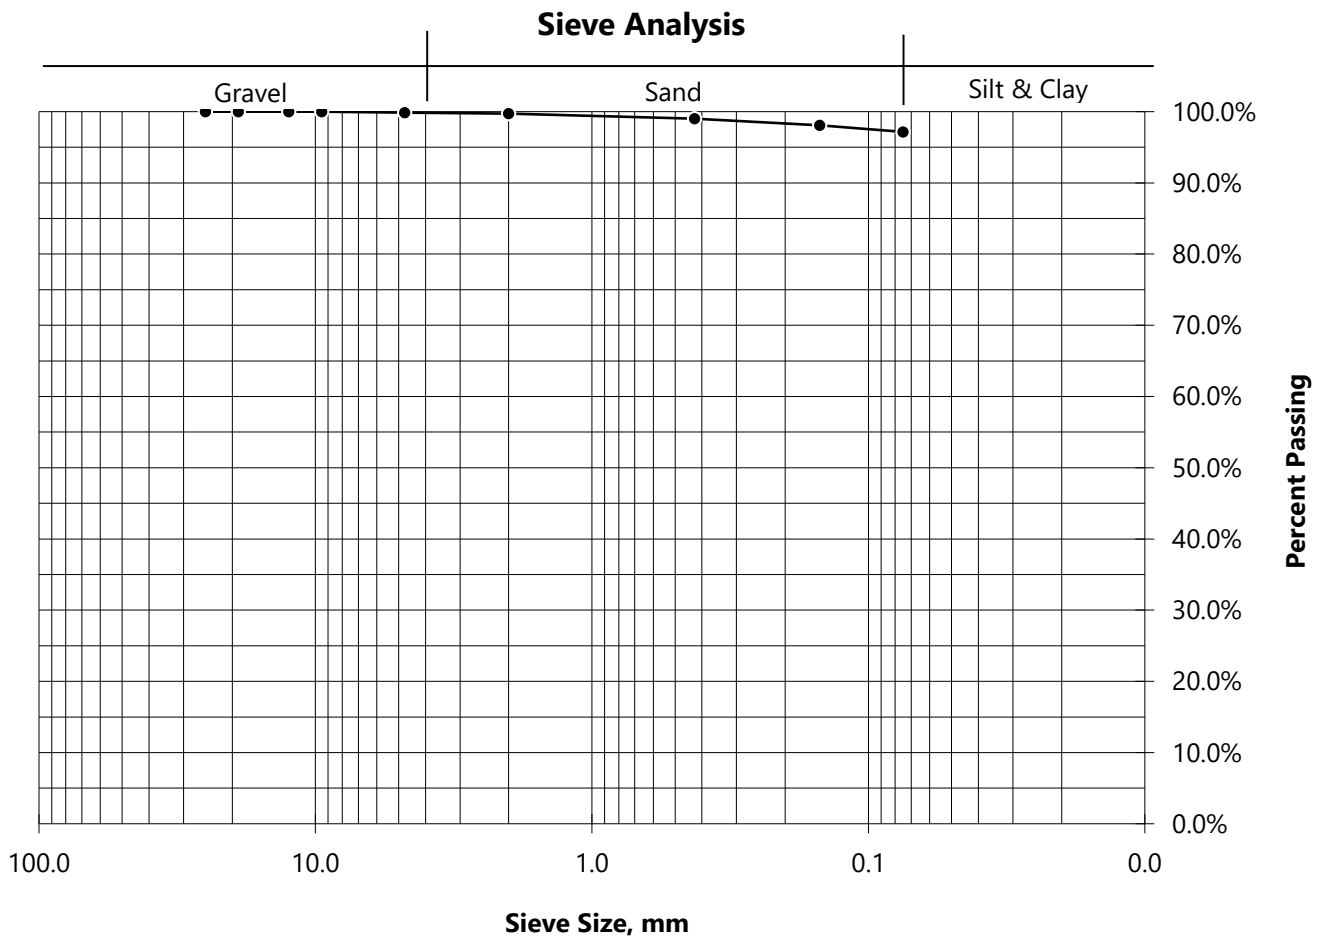 Sieve Analysis
Gravel
Sand
Silt & Clay
100.0%
90.0%
80.0%
70.0%
60.0%
50.0%
40.0%
30.0%
20.0%
10.0%
0.0%
Percent Passing
100.0
10.0
1.0
0.1
0.0
Sieve Size, mm